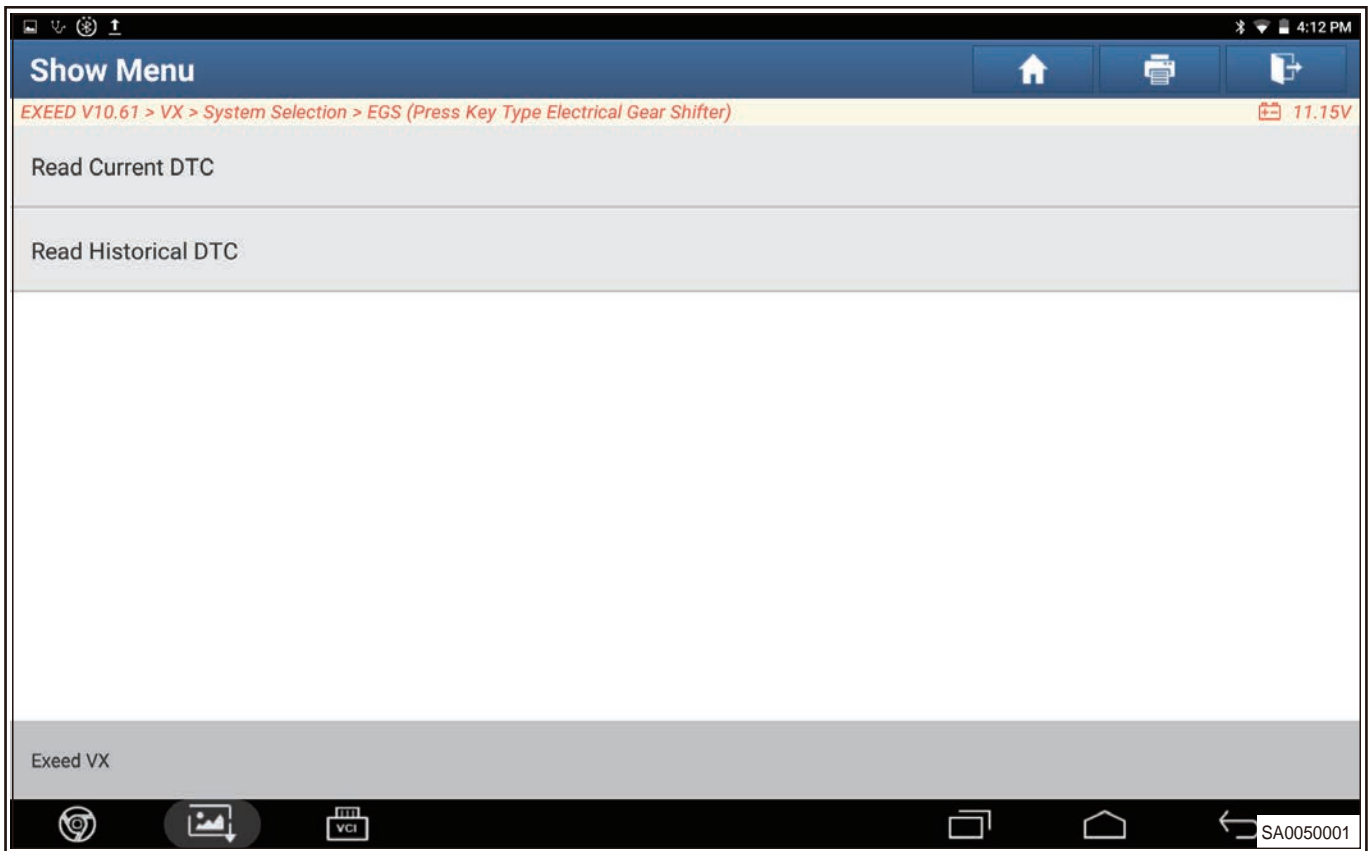 4:12 PM
Show Menu
EXEED V10.61 > VX > System Selection > EGS (Press Key Type Electrical Gear Shifter)
11.15V
Read Current DTC
Read Historical DTC
Exeed VX
VCI
SA0050001